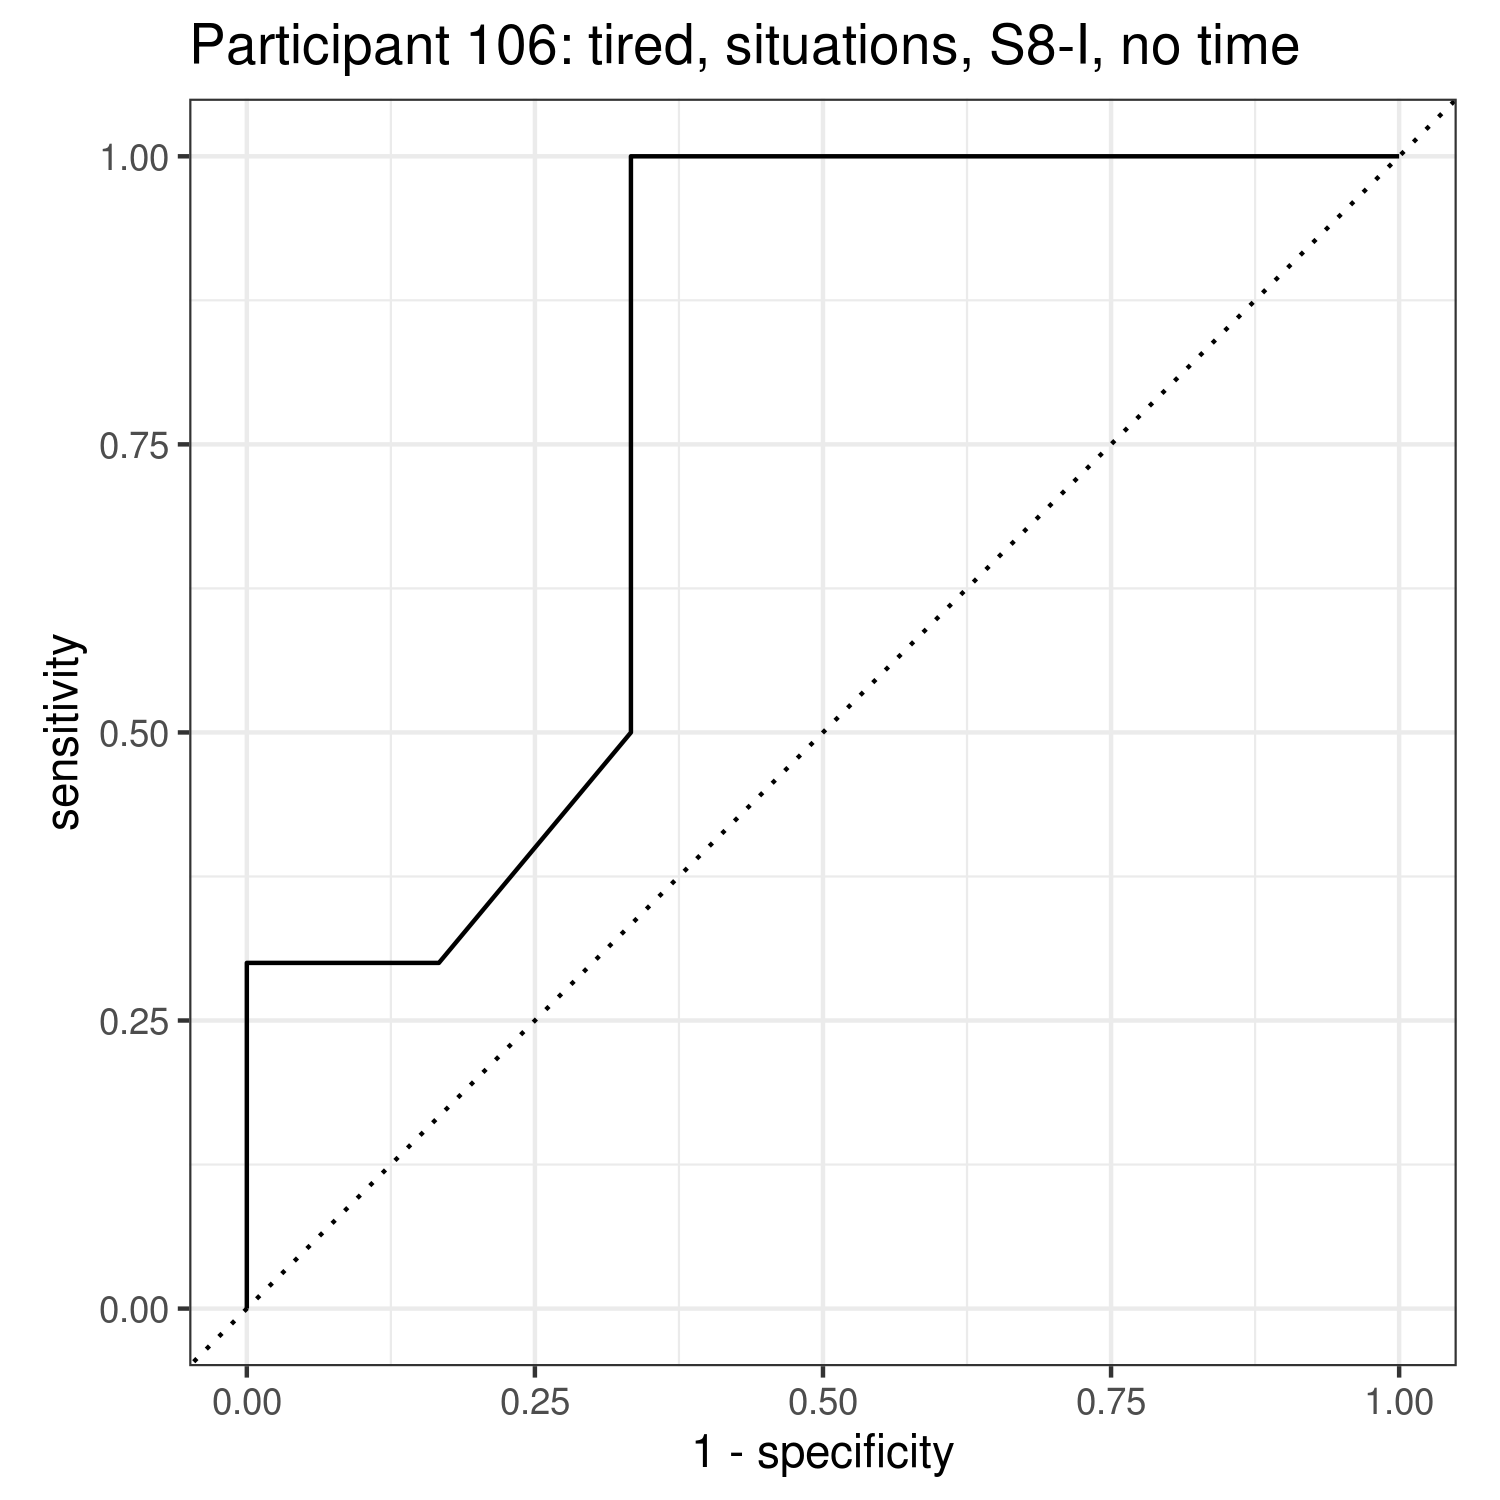 Participant 106: tired, situations, S8-I, no time
1.00
0.75
0.50
0.25
0.00
sensitivity
0.00 0.25 0.50 0.75 1.00
1 - specificity